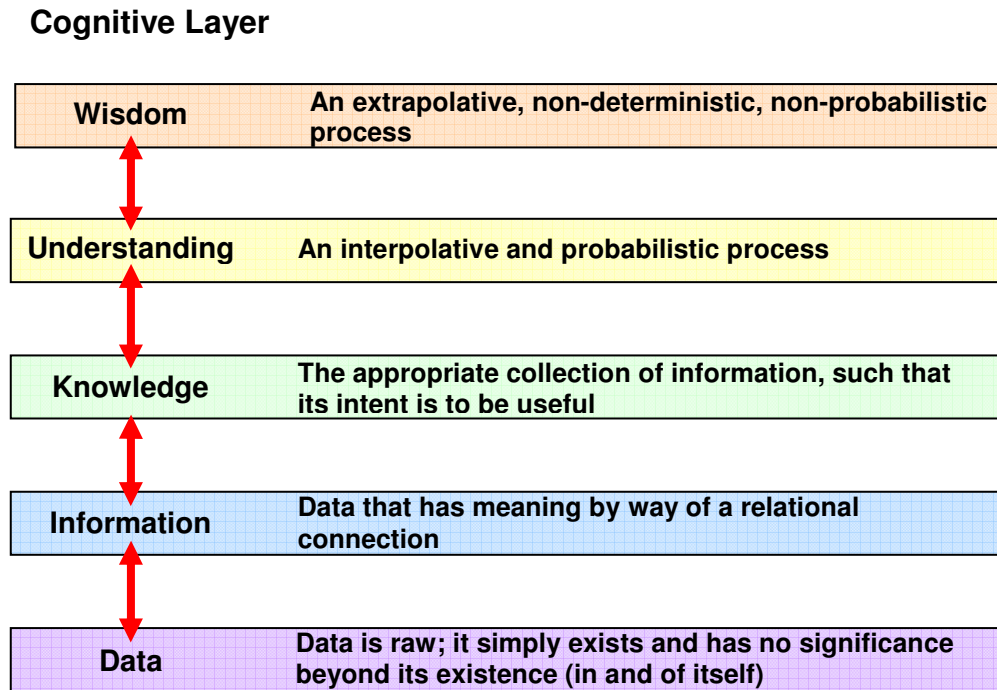 Cognitive Layer
Wisdom
An extrapolative, non-deterministic, non-probabilistic
process
Understanding
An interpolative and probabilistic process
Knowledge
The appropriate collection of information, such that
its intent is to be useful
Information
Data that has meaning by way of a relational
connection
Data
Data is raw; it simply exists and has no significance
beyond its existence (in and of itself)